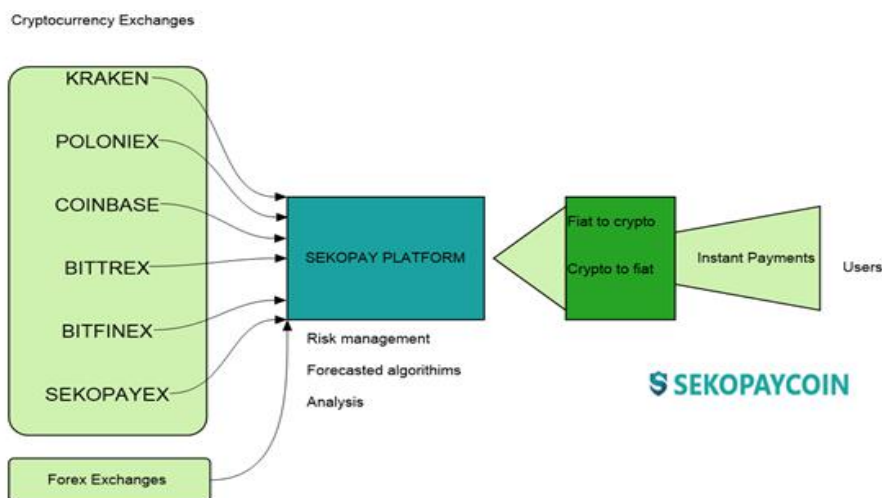 Cryptocurrency Exchanges
KRAKEN
POLONIEX
COINBASE
BITTREX
BITFINEX
SEKOPAYEX
Forex Exchanges
SEKOPAY PLATFORM
Risk management
Forecasted algorithims
Analysis
Fiat to crypto
Crypto to fiat
Instant Payments
Users
SEKOPAYCOIN